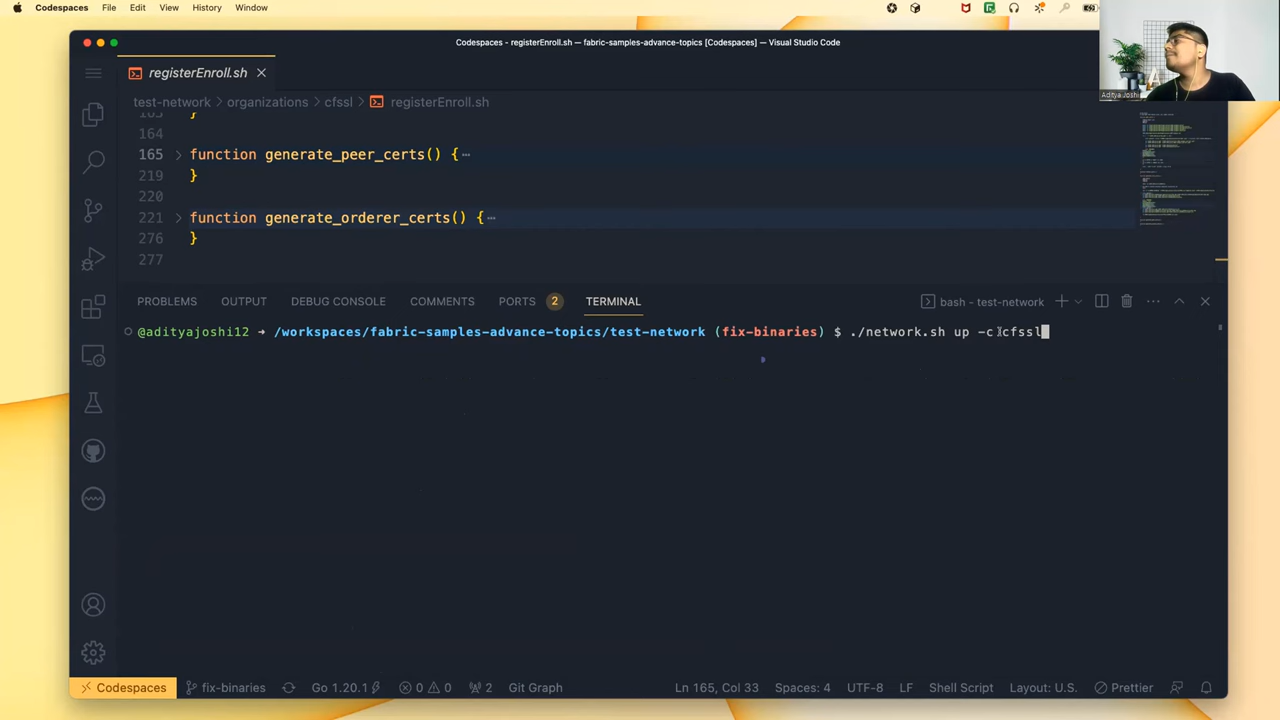 Codespaces File Edit View History Window
Codespaces - registerEnroll.sh — fabric-samples-advance-topics [Codespaces] — Visual Studio Code
Aditya Joshi
registerEnroll.sh
test-network > organizations > cfssl > registerEnroll.sh
163 }
164
165 function generate_peer_certs() {…
219 }
220
221 function generate_orderer_certs() {…
276 }
277
PROBLEMS OUTPUT DEBUG CONSOLE COMMENTS PORTS 2 TERMINAL bash - test-network
@adityajoshi12 → /workspaces/fabric-samples-advance-topics/test-network (fix-binaries) $ ./network.sh up -c cfssl
Codespaces fix-binaries Go 1.20.1 0 0 2 Git Graph Ln 165, Col 33 Spaces: 4 UTF-8 LF Shell Script Layout: U.S. Prettier